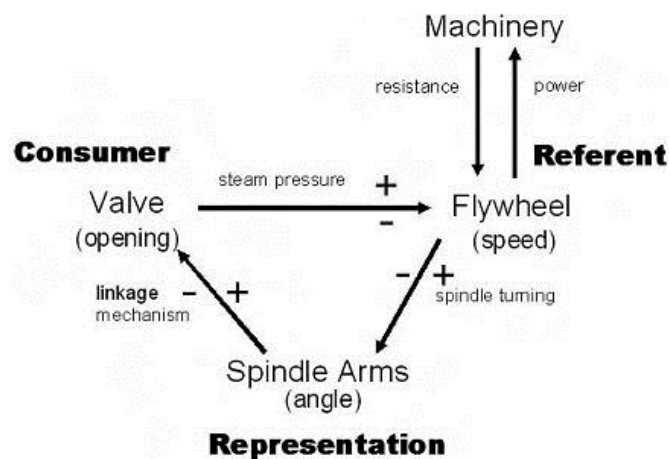 Machinery
resistance
power
Consumer
Referent
steam pressure
+
-
Valve
(opening)
Flywheel
(speed)
linkage
mechanism
- +
- +
spindle turning
Spindle Arms
(angle)
Representation